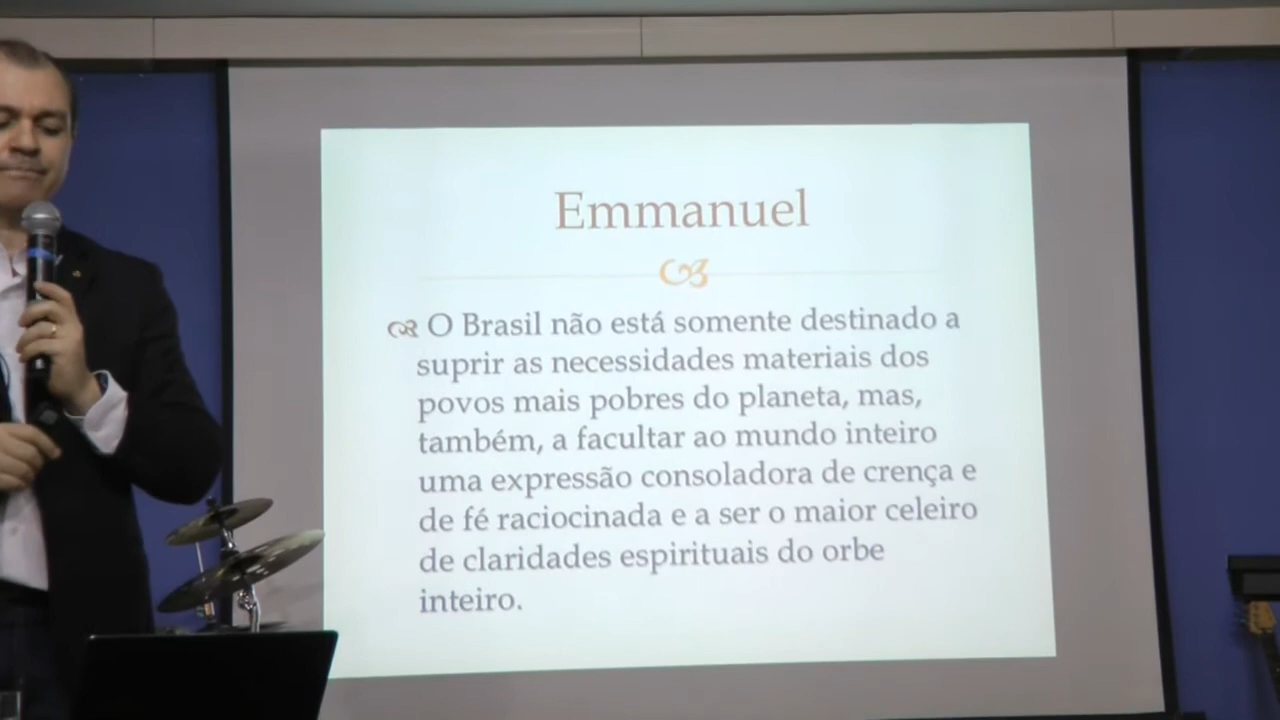 Emmanuel
O Brasil não está somente destinado a
suprir as necessidades materiais dos
povos mais pobres do planeta, mas,
também, a facultar ao mundo inteiro
uma expressão consoladora de crença e
de fé raciocinada e a ser o maior celeiro
de claridades espirituais do orbe
inteiro.